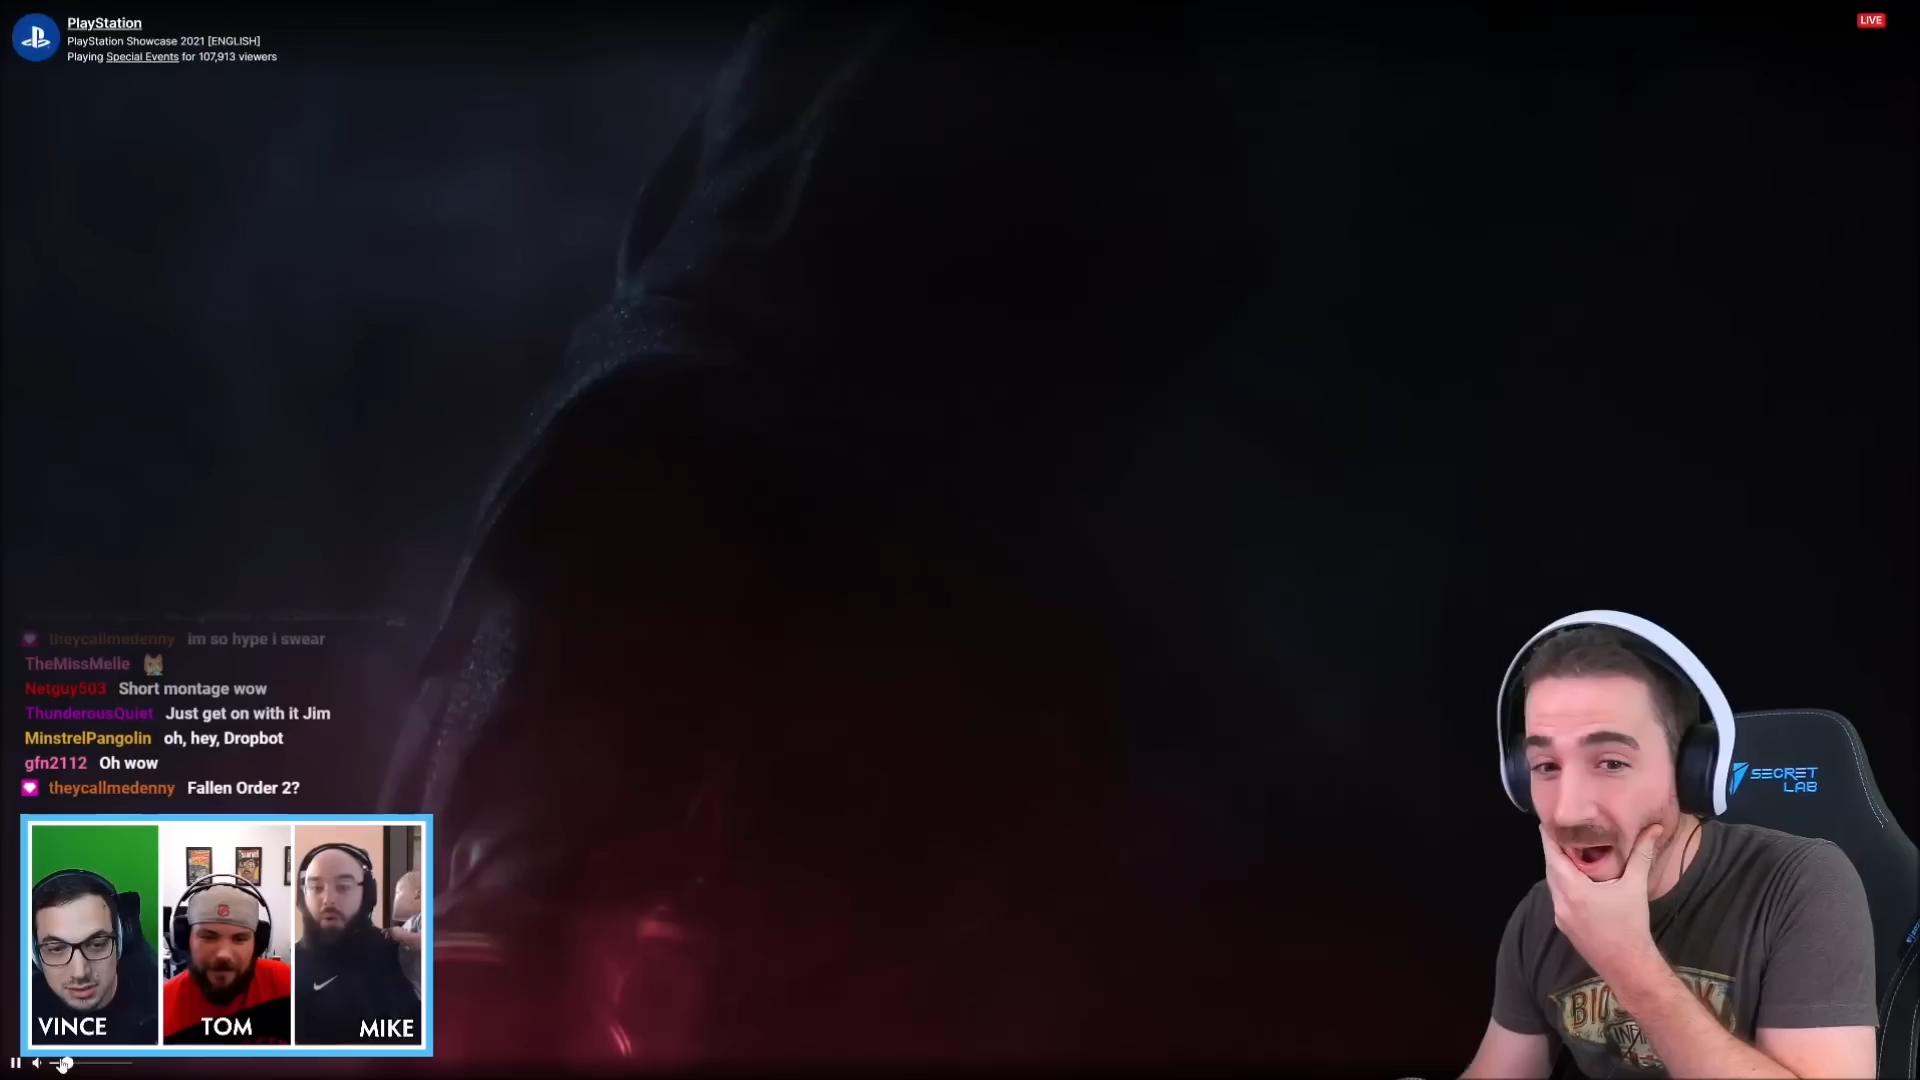 PlayStation
PlayStation Showcase 2021 [ENGLISH]
Playing Special Events for 107,913 viewers
LIVE
theycallmedenny im so hype i swear
TheMissMelle
Netguy503 Short montage wow
ThunderousQuiet Just get on with it Jim
MinstrelPangolin oh, hey, Dropbot
gfn2112 Oh wow
theycallmedenny Fallen Order 2?
SECRET
LAB
VINCE
TOM
MIKE